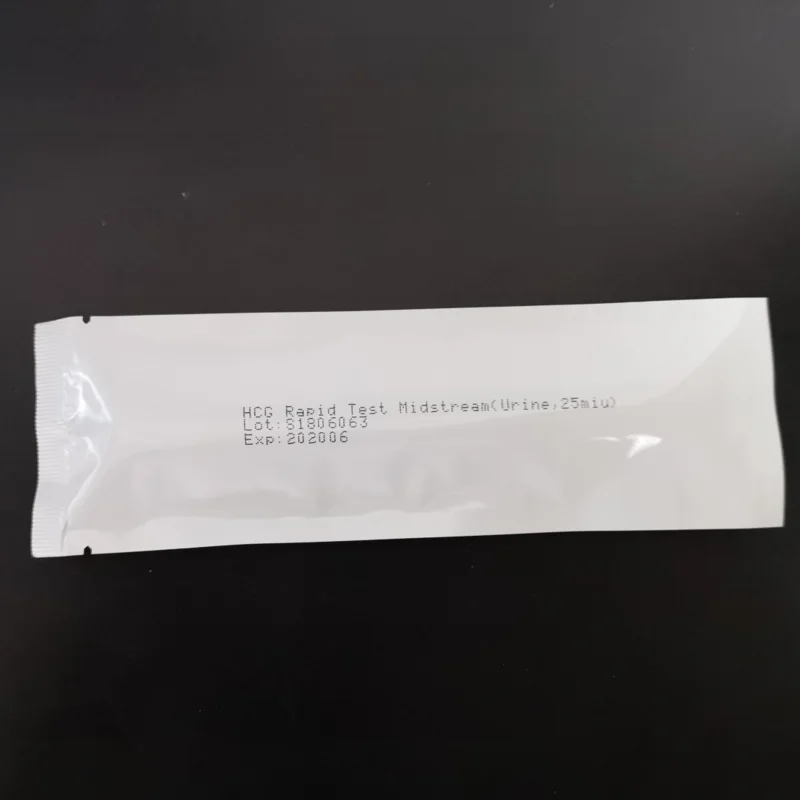 HCG Rapid Test Midstream(Urine,25miu)
Lot:S1806063
Exp:202006